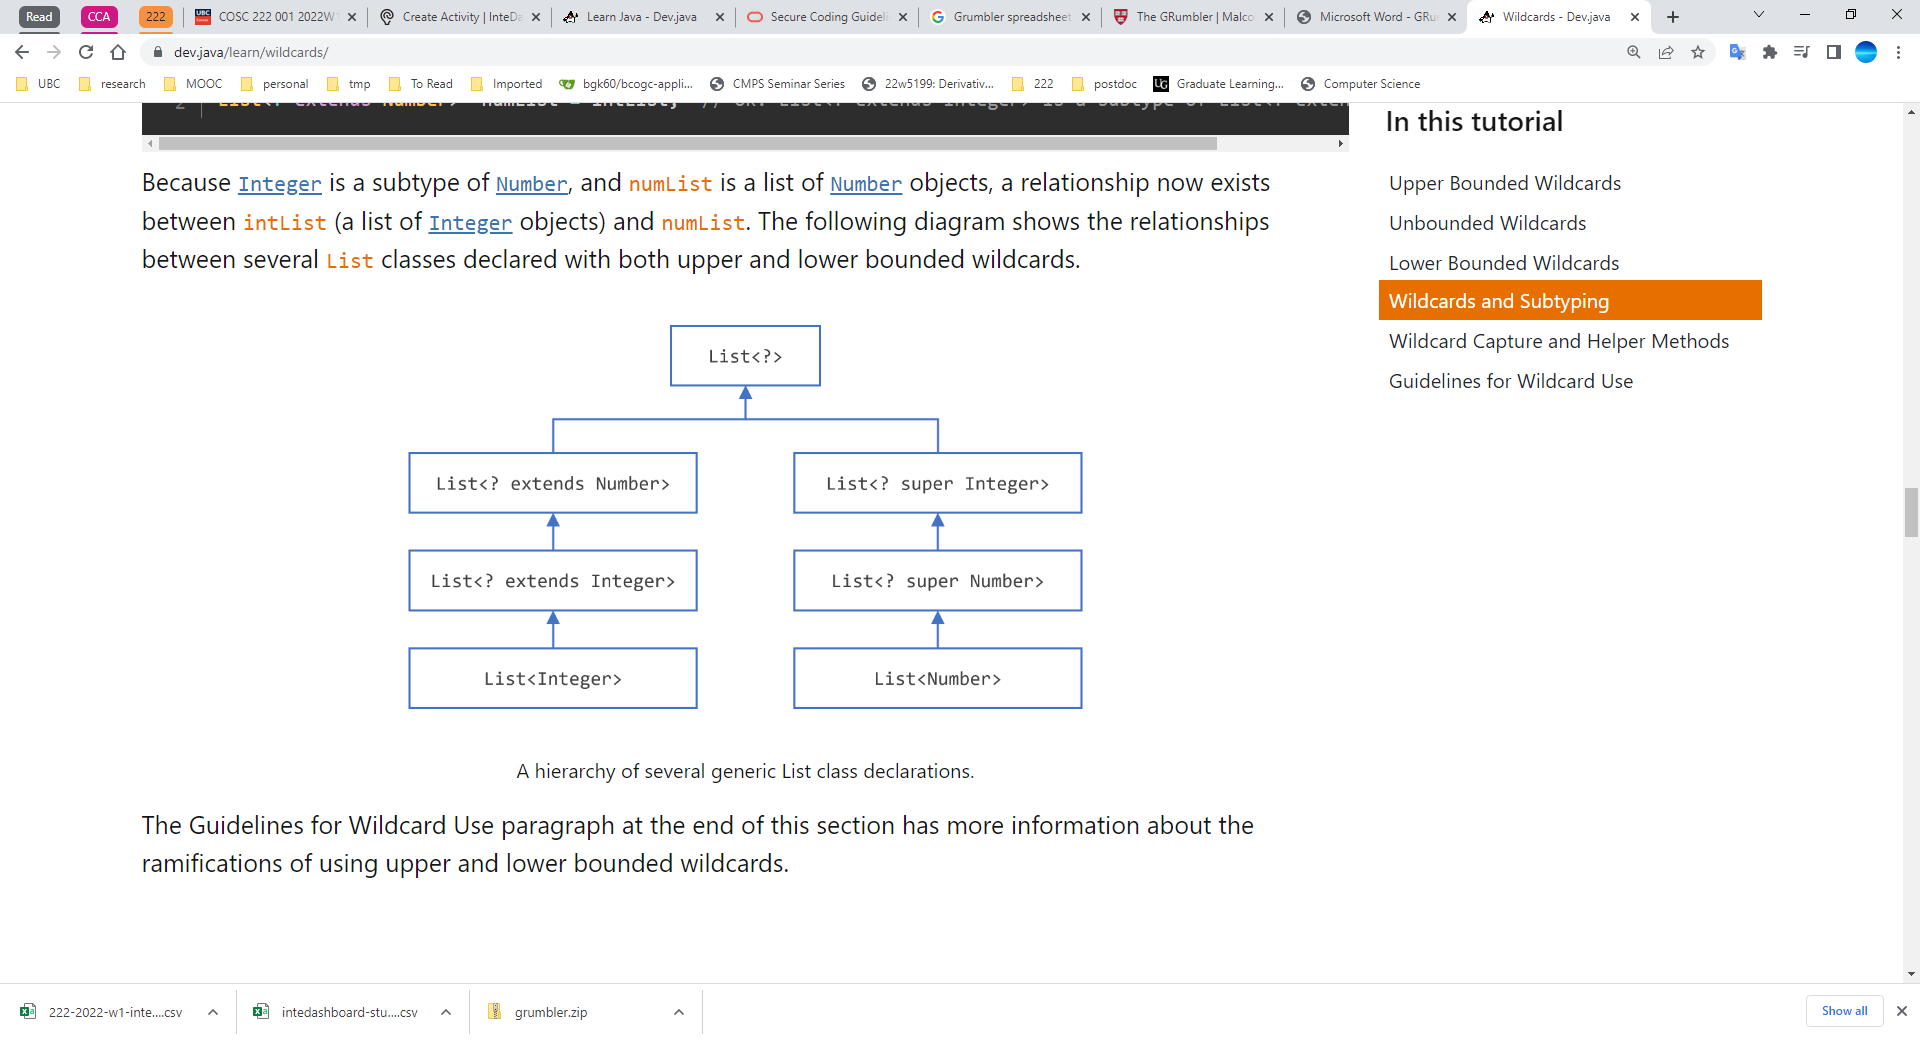 Read
CCA
222
COSC 222 001 2022W1
Create Activity | InteDa
Learn Java - Dev.java
Secure Coding Guideli
Grumbler spreadsheet
The GRumbler | Malco
Microsoft Word - GRu
Wildcards - Dev.java
dev.java/learn/wildcards/
UBC
research
MOOC
personal
tmp
To Read
Imported
bgk60/bcogc-appli...
CMPS Seminar Series
22w5199: Derivativ...
222
postdoc
Graduate Learning...
Computer Science
Because Integer is a subtype of Number, and numList is a list of Number objects, a relationship now exists
between intList (a list of Integer objects) and numList. The following diagram shows the relationships
between several List classes declared with both upper and lower bounded wildcards.
List<?>
List<? extends Number>
List<? super Integer>
List<? extends Integer>
List<? super Number>
List<Integer>
List<Number>
A hierarchy of several generic List class declarations.
The Guidelines for Wildcard Use paragraph at the end of this section has more information about the
ramifications of using upper and lower bounded wildcards.
In this tutorial
Upper Bounded Wildcards
Unbounded Wildcards
Lower Bounded Wildcards
Wildcards and Subtyping
Wildcard Capture and Helper Methods
Guidelines for Wildcard Use
222-2022-w1-inte....csv
intedashboard-stu....csv
grumbler.zip
Show all